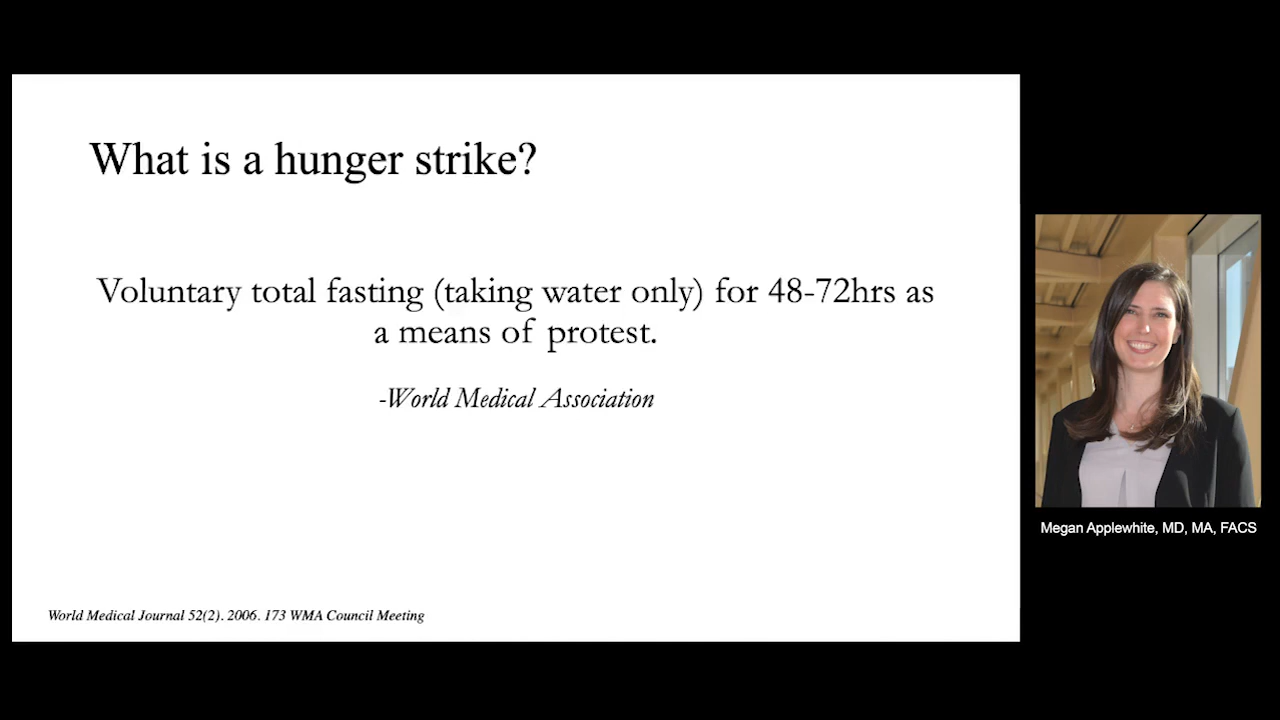 What is a hunger strike?
Voluntary total fasting (taking water only) for 48-72hrs as
a means of protest.
-World Medical Association
World Medical Journal 52(2). 2006. 173 WMA Council Meeting
Megan Applewhite, MD, MA, FACS